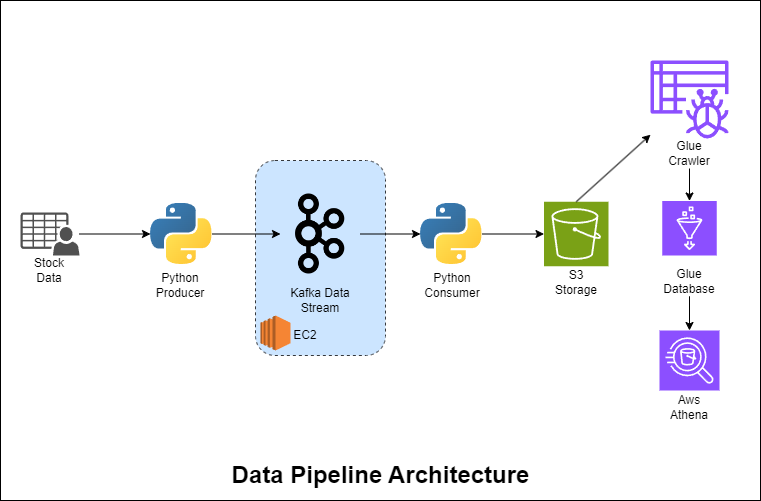 Stock
Data
Python
Producer
Kafka Data
Stream
EC2
Python
Consumer
S3
Storage
Glue
Crawler
Glue
Database
Aws
Athena
Data Pipeline Architecture